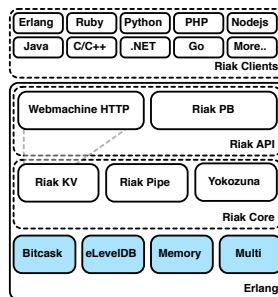 Erlang Ruby Python PHP Nodejs
Java C/C++ .NET Go More..
Riak Clients
Webmachine HTTP Riak PB
Riak API
Riak KV Riak Pipe Yokozuna
Riak Core
Bitcask eLevelDB Memory Multi
Erlang